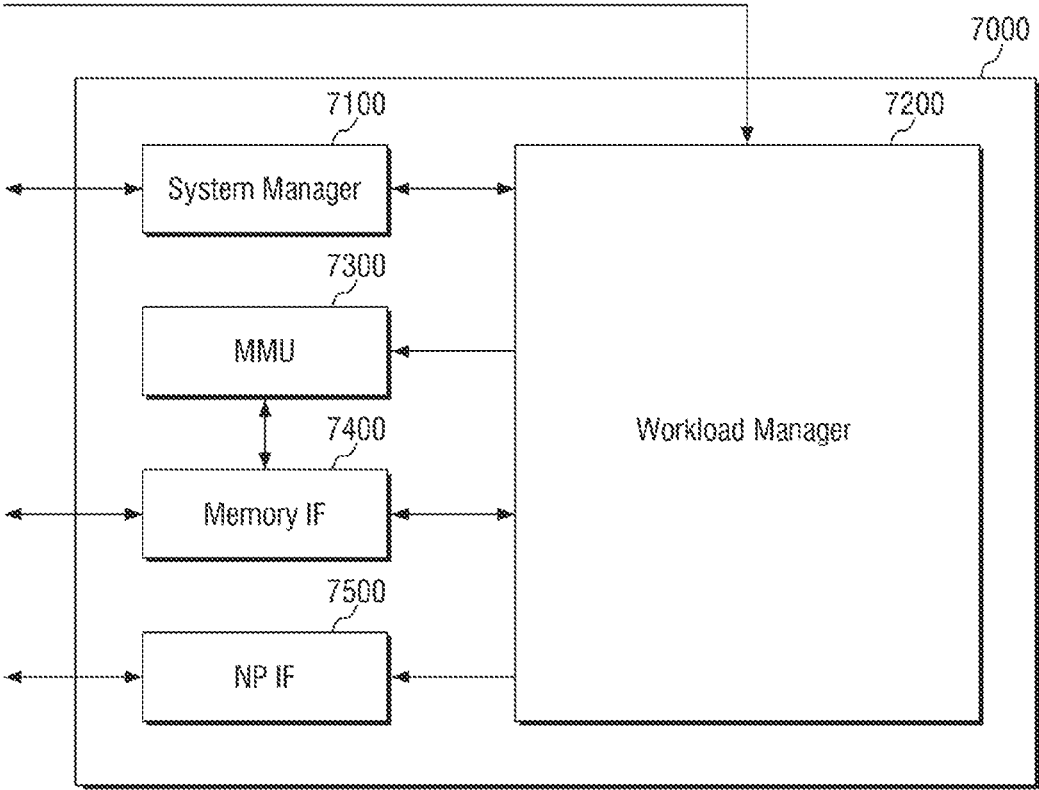 7000
7100
7200
System Manager
7300
MMU
7400
Workload Manager
Memory IF
7500
NP IF